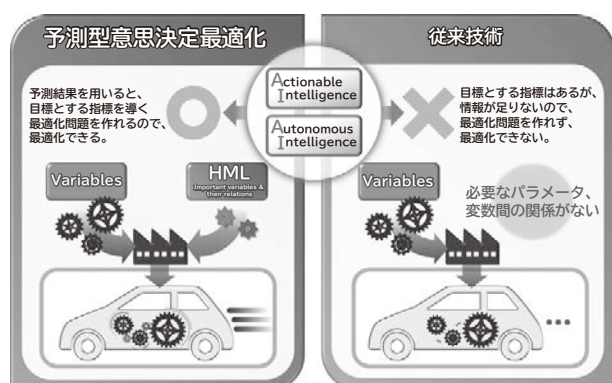 予測型意思決定最適化
予測結果を用いると、
目標とする指標を導く
最適化問題を作れるので、
最適化できる。
Variables
HML
Important variables &
their relations
Actionable
Intelligence
Autonomous
Intelligence
従来技術
目標とする指標はあるが、
情報が足りないので、
最適化問題を作れず、
最適化できない。
Variables
必要なパラメータ、
変数間の関係がない
...